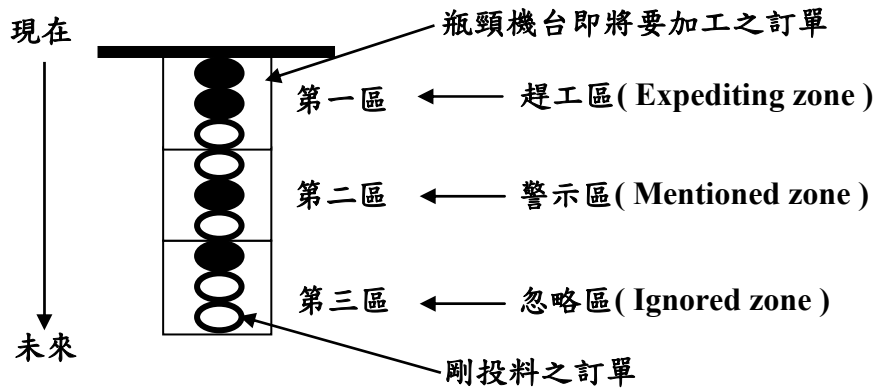 現在
瓶頸機台即將要加工之訂單
第一區
趕工區( Expediting zone )
第二區
警示區( Mentioned zone )
第三區
忽略區( Ignored zone )
未來
剛投料之訂單